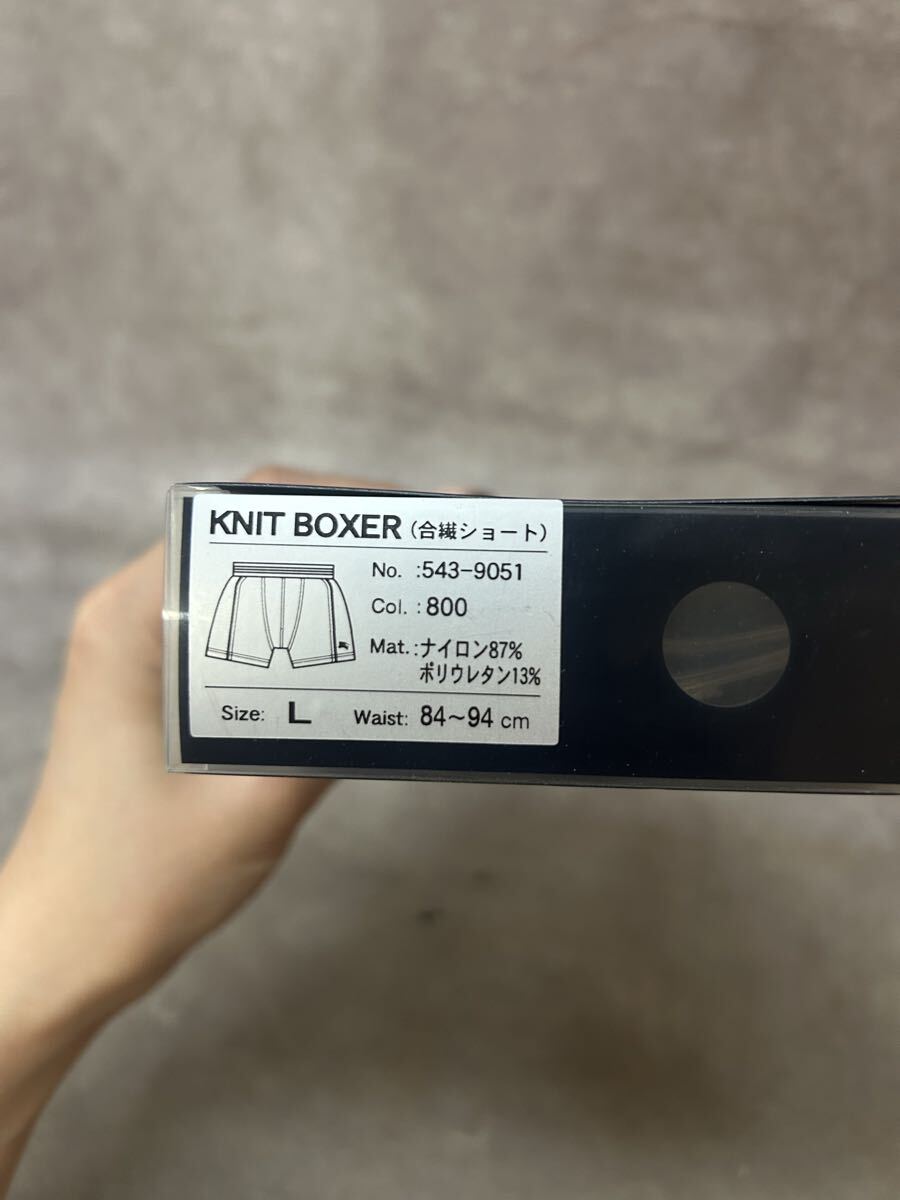 KNIT BOXER (合繊ショート)
No. :543-9051
Col. : 800
Mat. :ナイロン87%
ポリウレタン13%
Size: L Waist: 84~94 cm